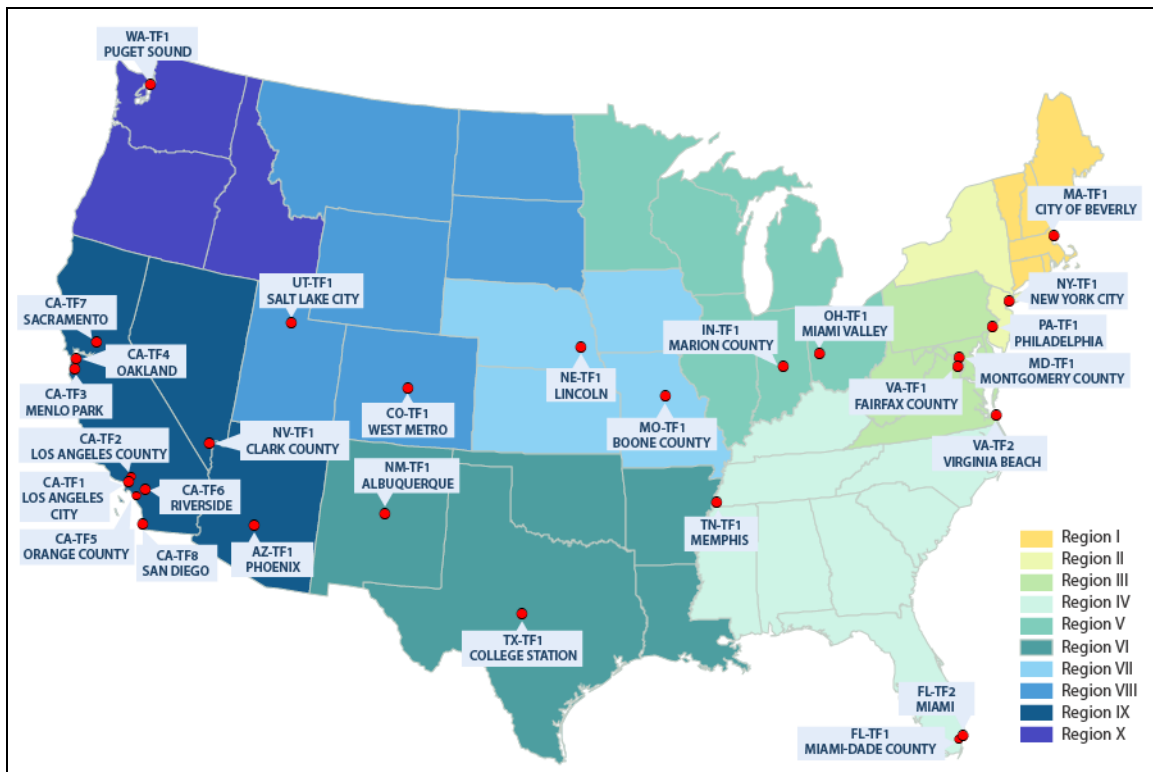 WA-TF1
PUGET SOUND
MA-TF1
CITY OF BEVERLY
UT-TF1
SALT LAKE CITY
NY-TF1
NEW YORK CITY
CA-TF7
SACRAMENTO
IN-TF1
MARION COUNTY
OH-TF1
MIAMI VALLEY
PA-TF1
PHILADELPHIA
CA-TF4
OAKLAND
MD-TF1
MONTGOMERY COUNTY
CA-TF3
MENLO PARK
NE-TF1
LINCOLN
VA-TF1
FAIRFAX COUNTY
CO-TF1
WEST METRO
MO-TF1
BOONE COUNTY
CA-TF2
LOS ANGELES COUNTY
NV-TF1
CLARK COUNTY
VA-TF2
VIRGINIA BEACH
NM-TF1
ALBUQUERQUE
CA-TF1
LOS ANGELES
CITY
CA-TF6
RIVERSIDE
TN-TF1
MEMPHIS
CA-TF5
ORANGE COUNTY
CA-TF8
SAN DIEGO
AZ-TF1
PHOENIX
TX-TF1
COLLEGE STATION
FL-TF2
MIAMI
FL-TF1
MIAMI-DADE COUNTY
Region I
Region II
Region III
Region IV
Region V
Region VI
Region VII
Region VIII
Region IX
Region X